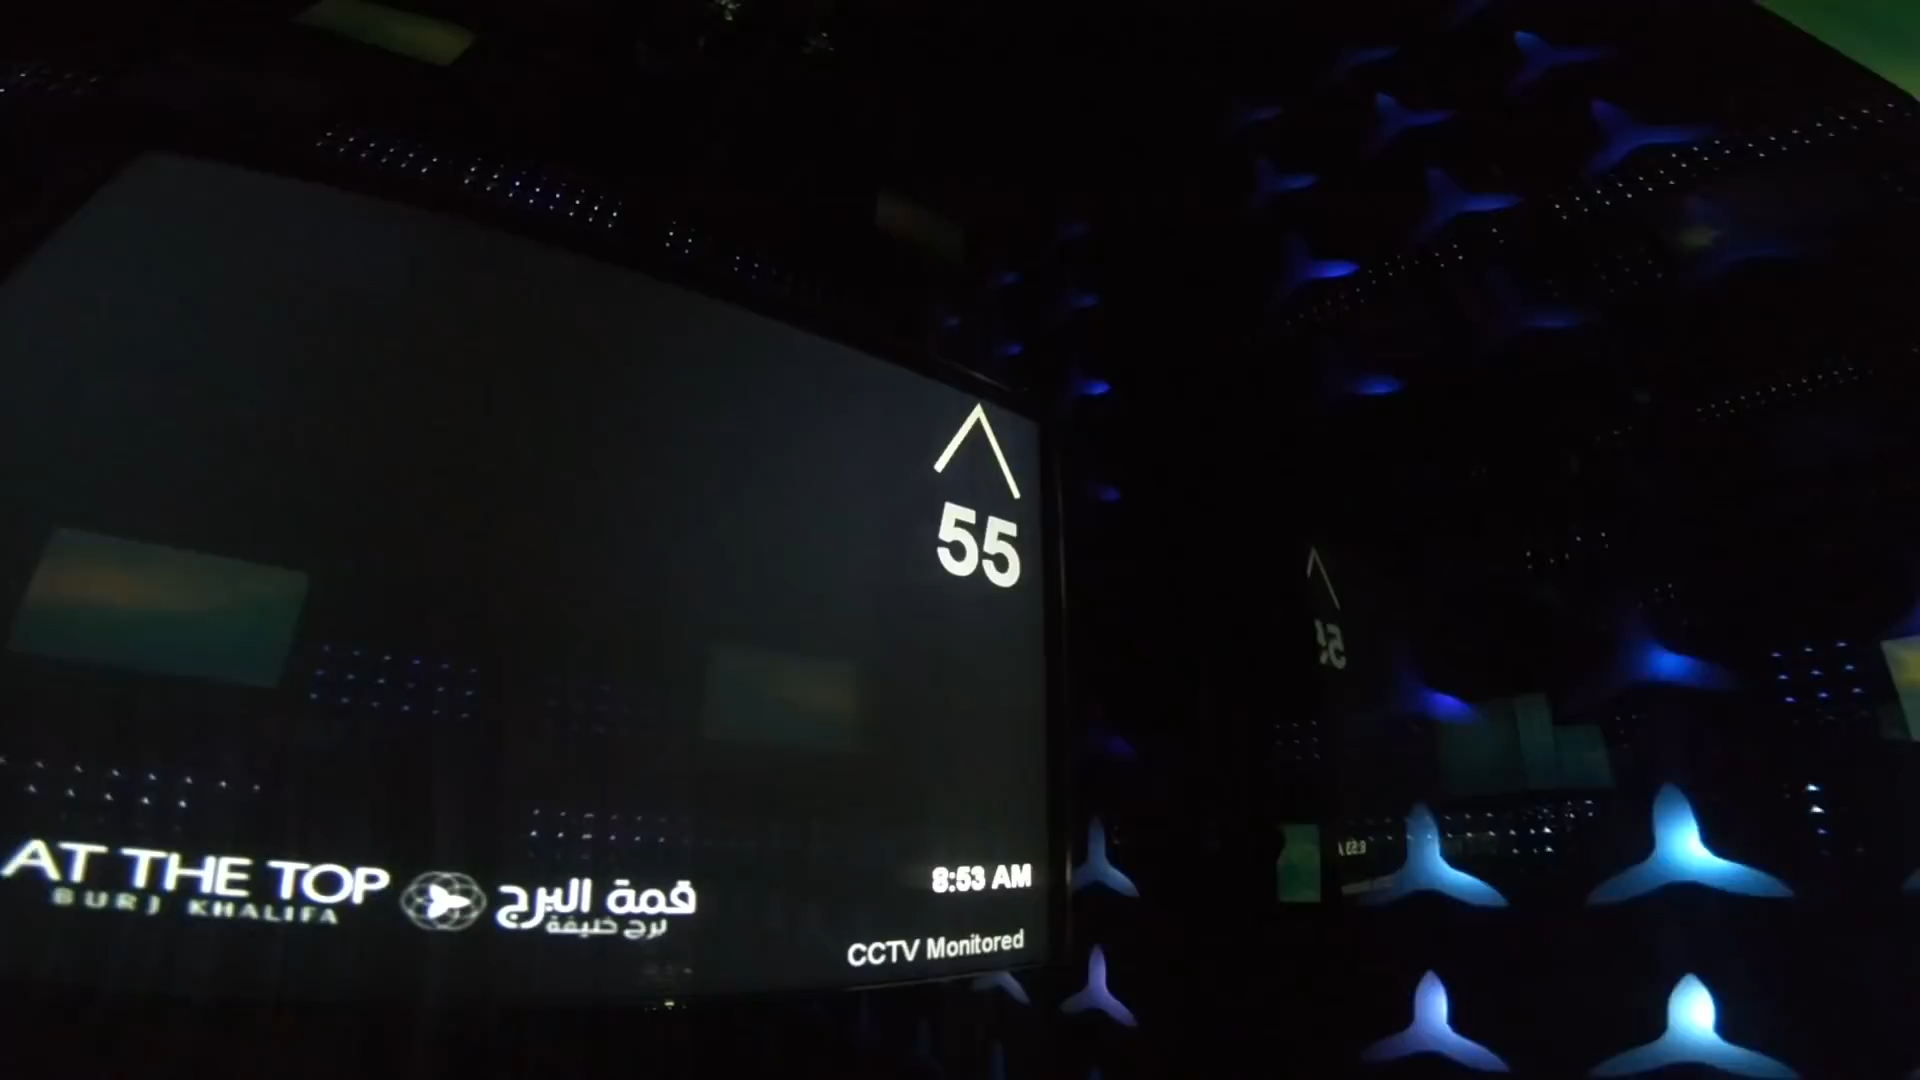 55
AT THE TOP
BURJ KHALIFA
قمة البرج
برج خليفة
8:53 AM
CCTV Monitored